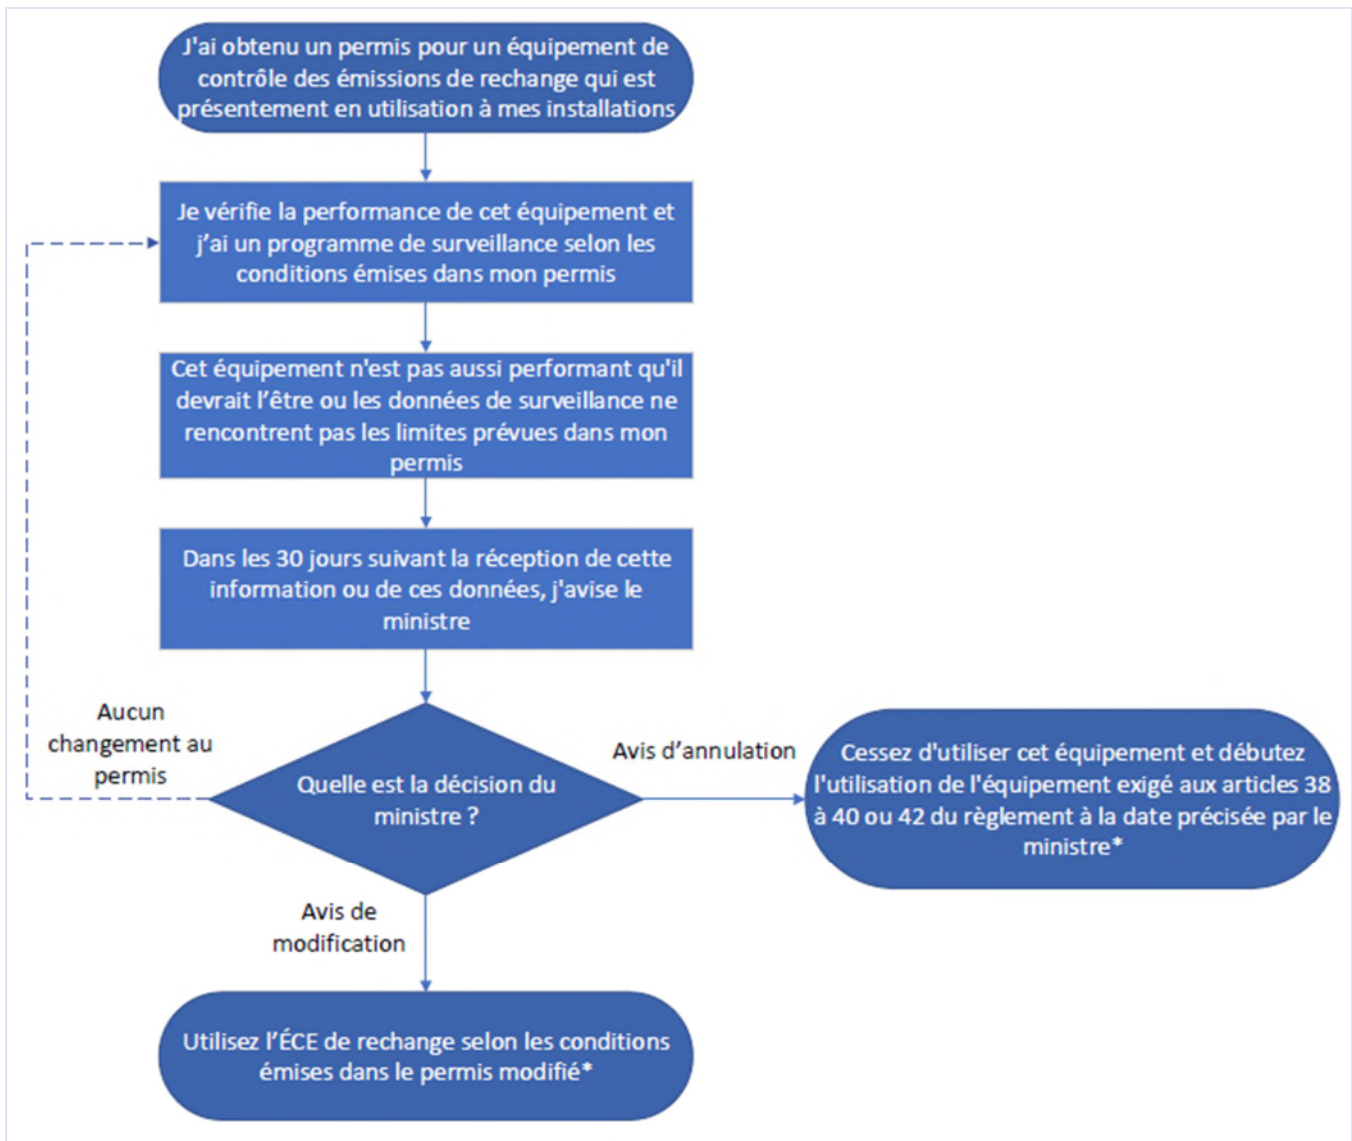 J'ai obtenu un permis pour un équipement de
contrôle des émissions de rechange qui est
présentement en utilisation à mes installations
Je vérifie la performance de cet équipement et
j’ai un programme de surveillance selon les
conditions émises dans mon permis
Cet équipement n'est pas aussi performant qu'il
devrait l’être ou les données de surveillance ne
rencontrent pas les limites prévues dans mon
permis
Dans les 30 jours suivant la réception de cette
information ou de ces données, j'avise le
ministre
Aucun
changement au
permis
Quelle est la décision du
ministre ?
Avis d’annulation
Cessez d'utiliser cet équipement et débutez
l'utilisation de l'équipement exigé aux articles 38
à 40 ou 42 du règlement à la date précisée par le
ministre*
Avis de
modification
Utilisez l’ÉCE de rechange selon les conditions
émises dans le permis modifié*